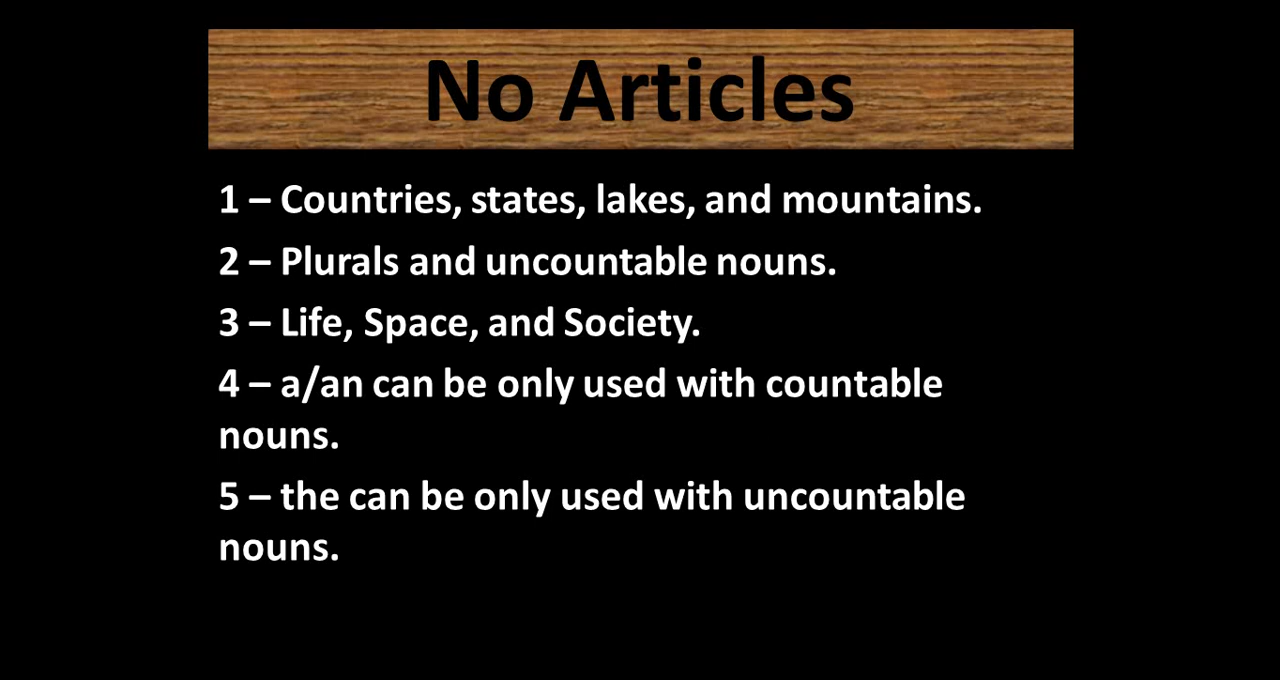 No Articles
1 – Countries, states, lakes, and mountains.
2 – Plurals and uncountable nouns.
3 – Life, Space, and Society.
4 – a/an can be only used with countable
nouns.
5 – the can be only used with uncountable
nouns.